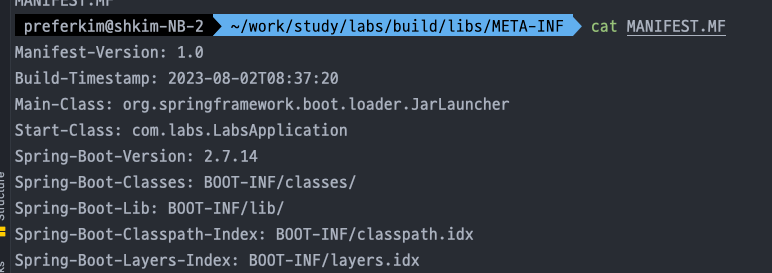 MANIFEST.MF
preferkim@shkim-NB-2 ~/work/study/labs/build/libs/META-INF cat MANIFEST.MF
Manifest-Version: 1.0
Build-Timestamp: 2023-08-02T08:37:20
Main-Class: org.springframework.boot.loader.JarLauncher
Start-Class: com.labs.LabsApplication
Spring-Boot-Version: 2.7.14
Spring-Boot-Classes: BOOT-INF/classes/
Spring-Boot-Lib: BOOT-INF/lib/
Spring-Boot-Classpath-Index: BOOT-INF/classpath.idx
Spring-Boot-Layers-Index: BOOT-INF/layers.idx
Structure